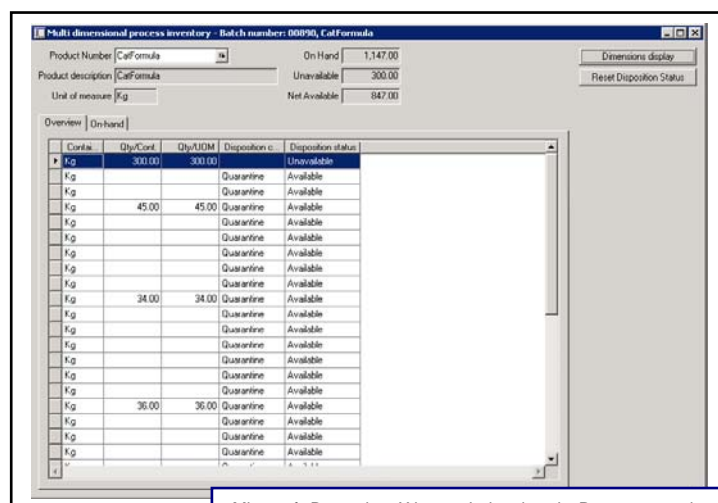 Multi dimensional process inventory - Batch number: 00890, CatFormula
Product Number CatFormula On Hand 1,147.00 Dimensions display
Product description CatFormula Unavailable 300.00 Reset Disposition Status
Unit of measure Kg Net Available 847.00
Overview On-hand
Contai... Qty/Cont. Qty/UOM Disposition c... Disposition status
Kg 300.00 300.00 Unavailable
Kg Quarantine Available
Kg Quarantine Available
Kg 45.00 45.00 Quarantine Available
Kg Quarantine Available
Kg Quarantine Available
Kg Quarantine Available
Kg Quarantine Available
Kg Quarantine Available
Kg 34.00 34.00 Quarantine Available
Kg Quarantine Available
Kg Quarantine Available
Kg Quarantine Available
Kg Quarantine Available
Kg Quarantine Available
Kg Quarantine Available
Kg 36.00 36.00 Quarantine Available
Kg Quarantine Available
Kg Quarantine Available
Kg Quarantine Available